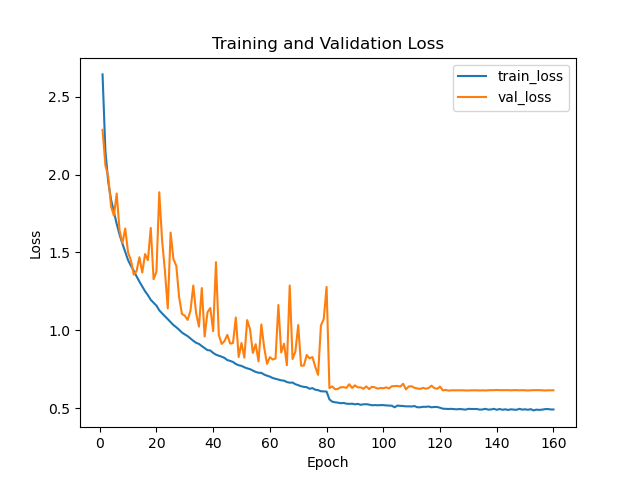 Training and Validation Loss
train_loss
val_loss
2.5
2.0
1.5
1.0
0.5
Loss
0 20 40 60 80 100 120 140 160
Epoch